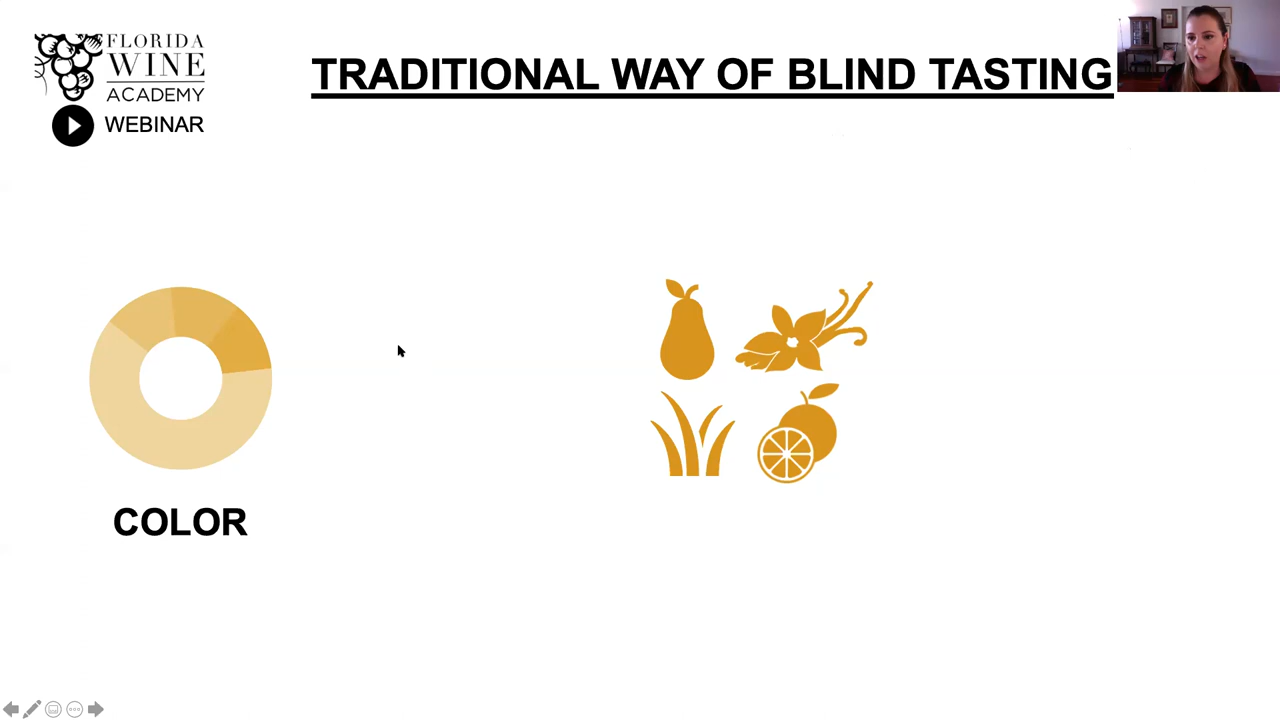 FLORIDA
WINE
ACADEMY
WEBINAR
TRADITIONAL WAY OF BLIND TASTING
COLOR